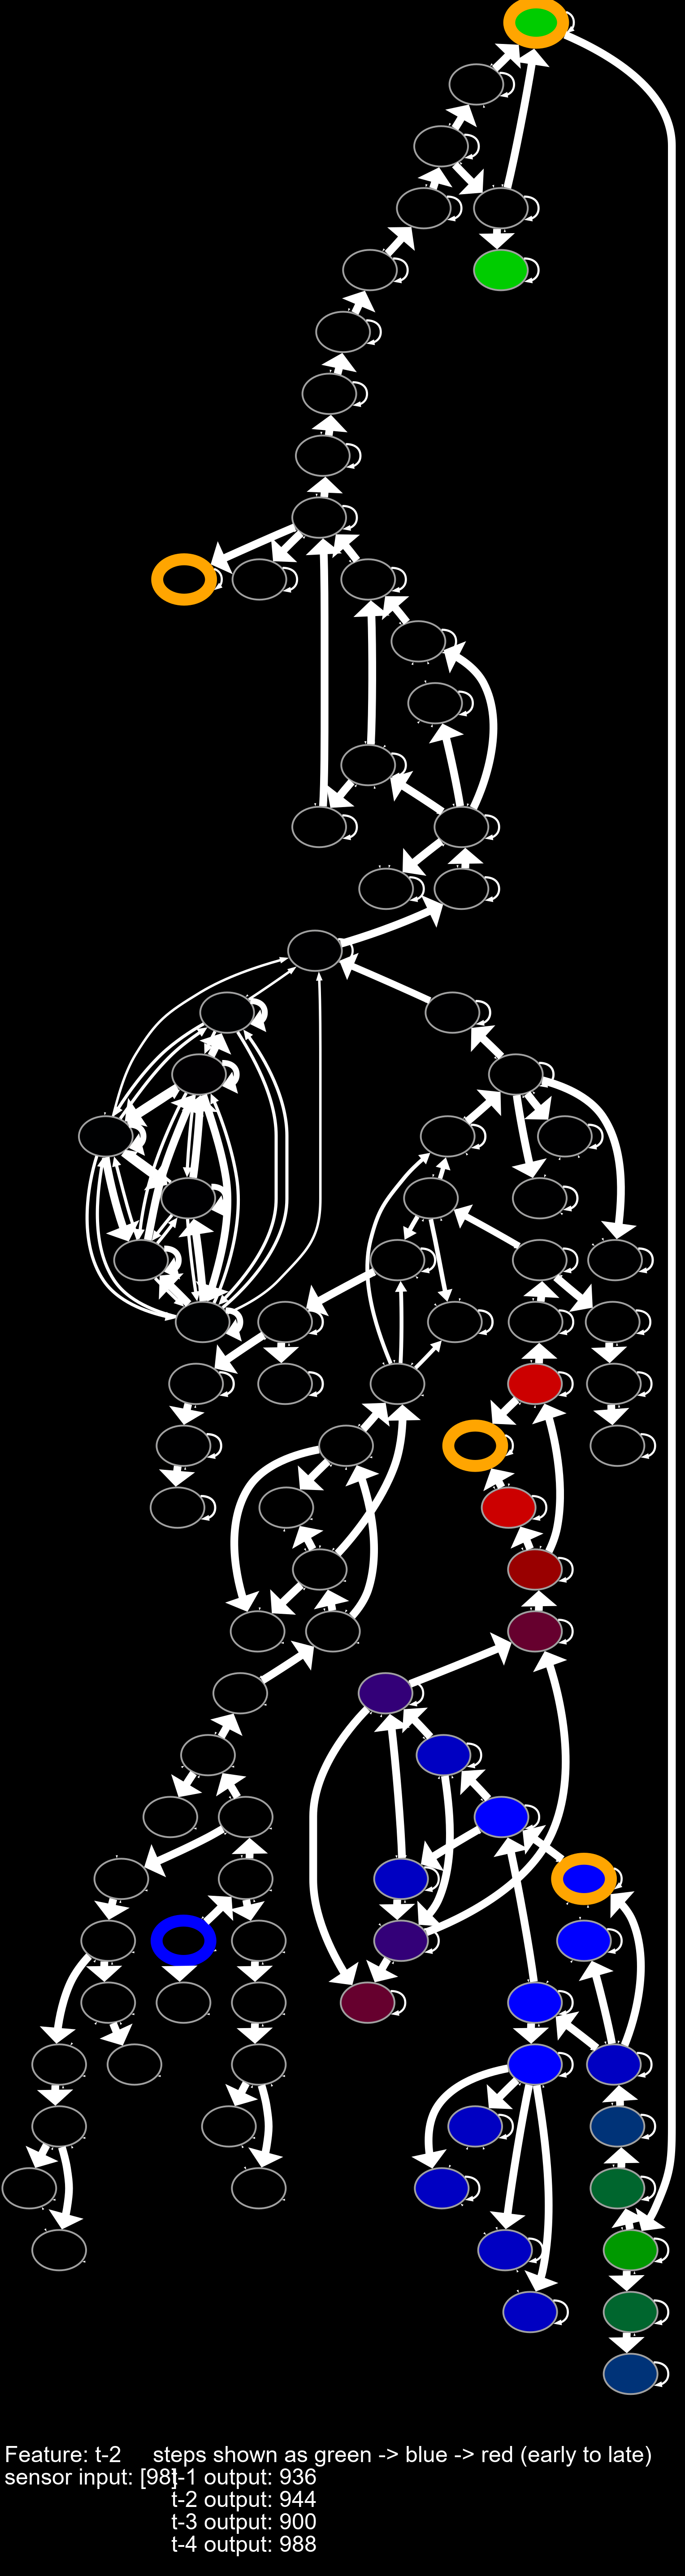 Feature: t-2 steps shown as green -> blue -> red (early to late)
sensor input: [98] t-1 output: 936
t-2 output: 944
t-3 output: 900
t-4 output: 988